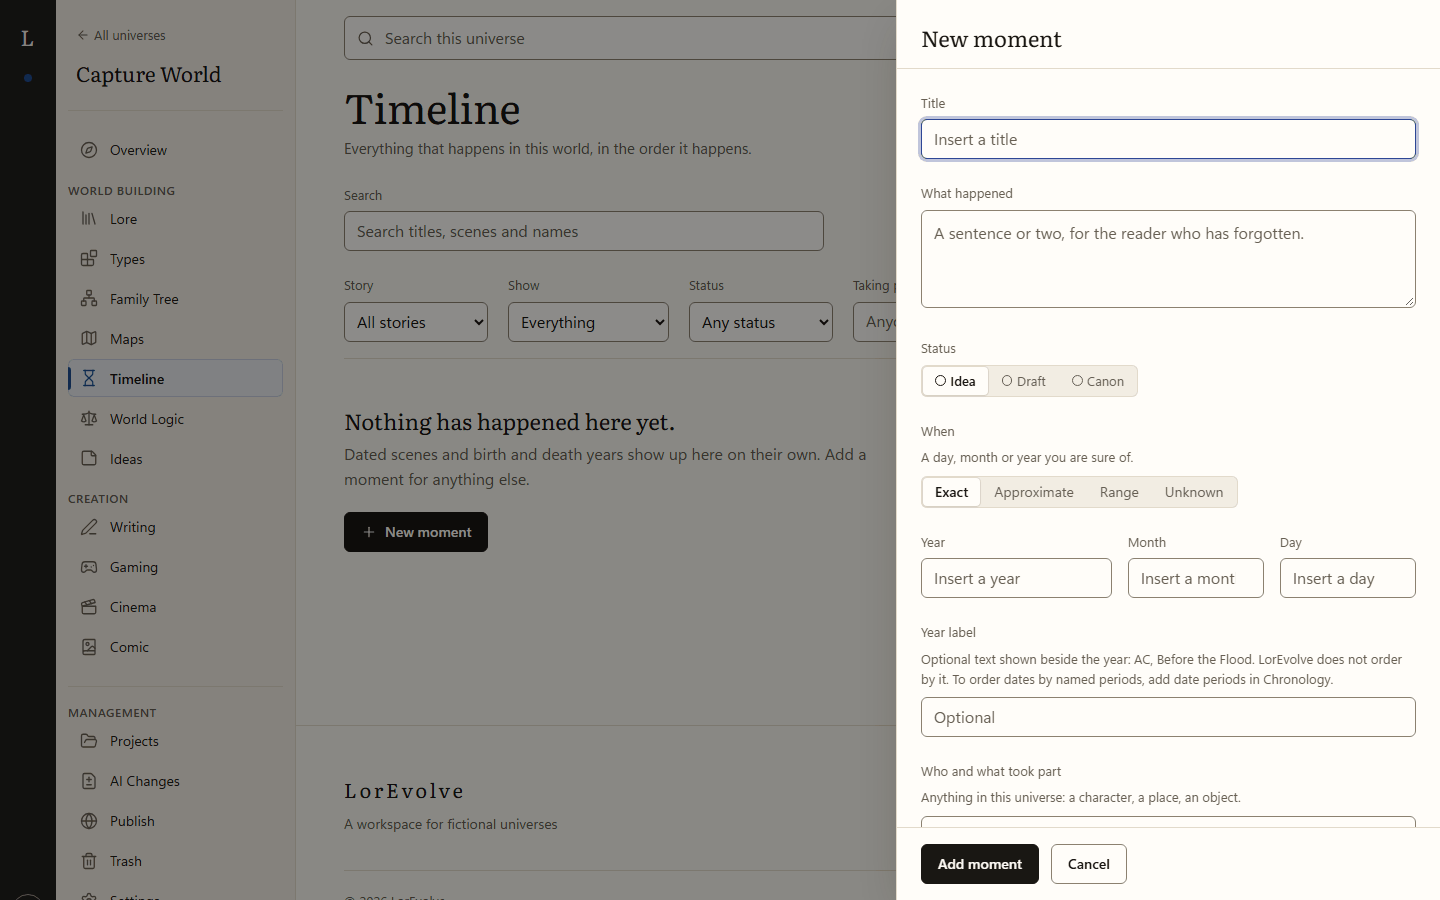 L
All universes
Capture World
Overview
WORLD BUILDING
Lore
Types
Family Tree
Maps
Timeline
World Logic
Ideas
CREATION
Writing
Gaming
Cinema
Comic
MANAGEMENT
Projects
AI Changes
Publish
Trash
Settings
Search this universe
Timeline
Everything that happens in this world, in the order it happens.
Search
Search titles, scenes and names
Story
Show
Status
Taking
All stories
Everything
Any status
Nothing has happened here yet.
Dated scenes and birth and death years show up here on their own. Add a
moment for anything else.
New moment
LorEvolve
A workspace for fictional universes
© 2026 LorEvolve
New moment
Title
Insert a title
What happened
A sentence or two, for the reader who has forgotten.
Status
Idea
Draft
Canon
When
A day, month or year you are sure of.
Exact
Approximate
Range
Unknown
Year
Month
Day
Insert a year
Insert a mont
Insert a day
Year label
Optional text shown beside the year: AC, Before the Flood. LorEvolve does not order
by it. To order dates by named periods, add date periods in Chronology.
Optional
Who and what took part
Anything in this universe: a character, a place, an object.
Add moment
Cancel